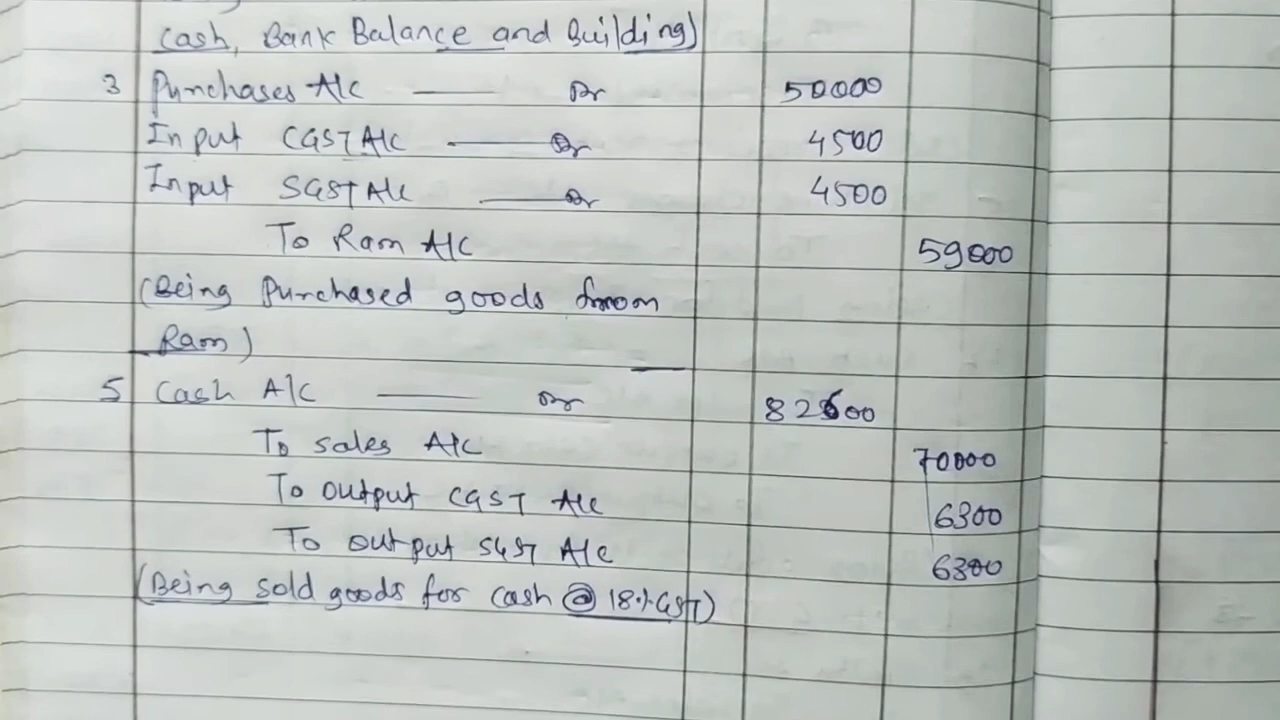 Cash, Bank Balance and Building)
3 Purchases A/c —— Dr 50000
Input CGST A/c —— Dr 4500
Input SGST A/c —— Dr 4500
To Ram A/c 59000
(Being Purchased goods from
Ram)
5 Cash A/c —— Dr 82600
To sales A/c 70000
To output CGST A/c 6300
To output SGST A/c 6300
(Being sold goods for cash @ 18% GST)